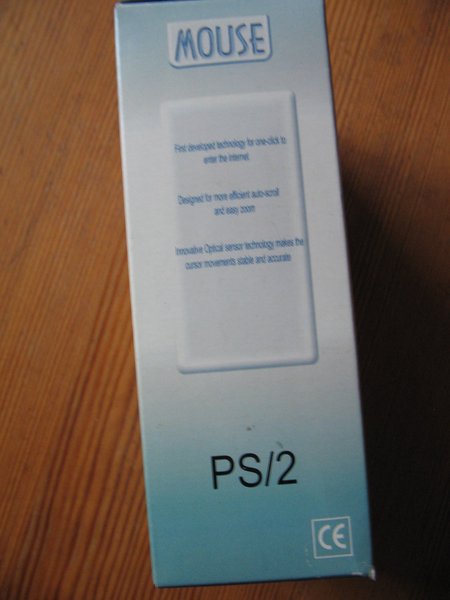 MOUSE
First developed technology for one-click to
enter the Internet
Designed for more efficient auto-scroll
and easy zoom
Innovative Optical sensor technology makes the
cursor movements stable and accurate
PS/2
CE